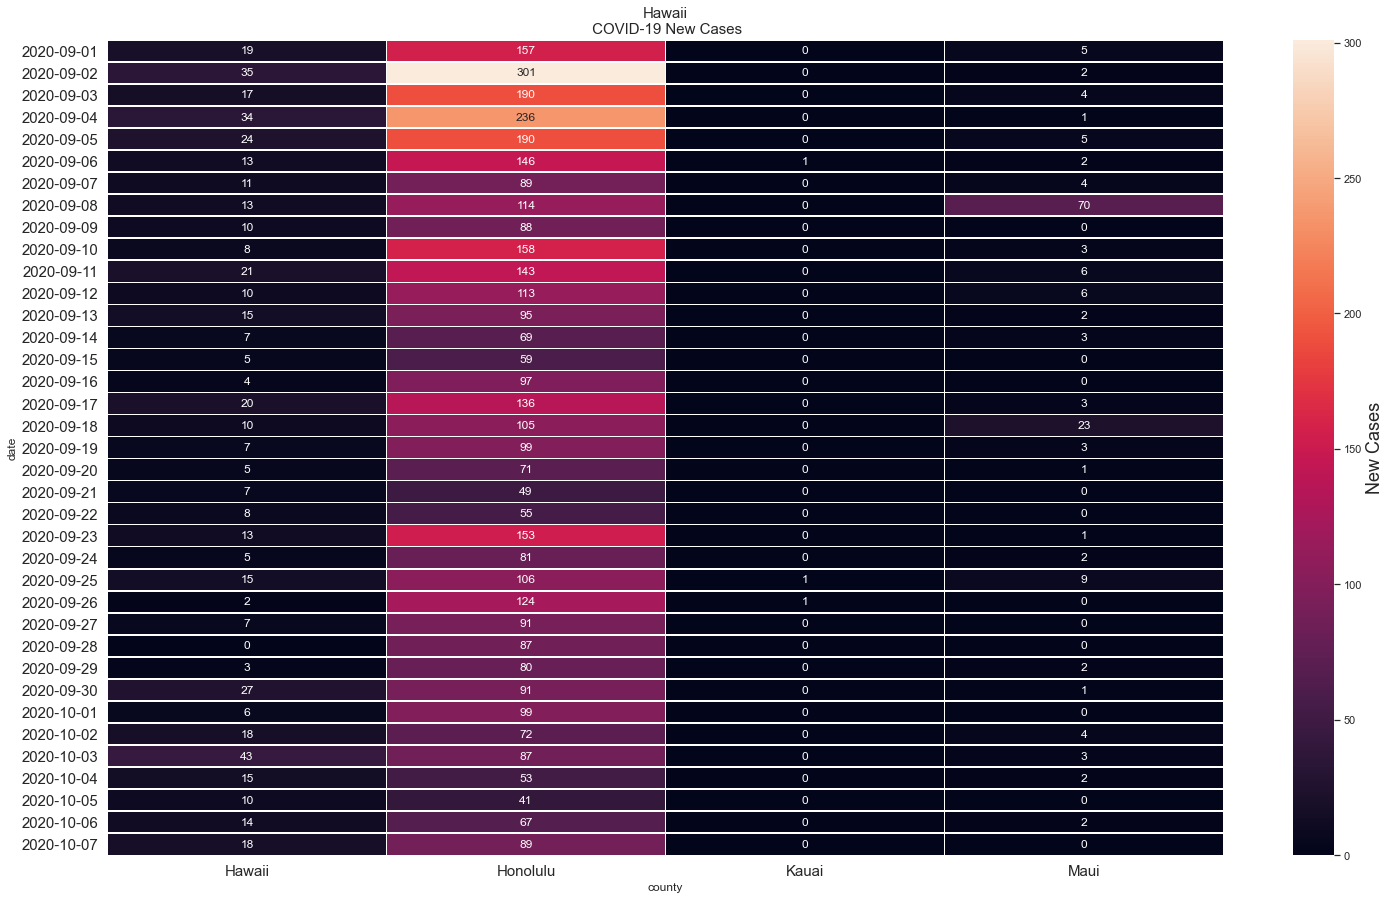 Hawaii
COVID-19 New Cases
2020-09-01 19 157 0 5
2020-09-02 35 301 0 2
2020-09-03 17 190 0 4
2020-09-04 34 236 0 1
2020-09-05 24 190 0 5
2020-09-06 13 146 1 2
2020-09-07 11 89 0 4
2020-09-08 13 114 0 70
2020-09-09 10 88 0 0
2020-09-10 8 158 0 3
2020-09-11 21 143 0 6
2020-09-12 10 113 0 6
2020-09-13 15 95 0 2
2020-09-14 7 69 0 3
2020-09-15 5 59 0 0
2020-09-16 4 97 0 0
2020-09-17 20 136 0 3
2020-09-18 10 105 0 23
2020-09-19 7 99 0 3
2020-09-20 5 71 0 1
2020-09-21 7 49 0 0
2020-09-22 8 55 0 0
2020-09-23 13 153 0 1
2020-09-24 5 81 0 2
2020-09-25 15 106 1 9
2020-09-26 2 124 1 0
2020-09-27 7 91 0 0
2020-09-28 0 87 0 0
2020-09-29 3 80 0 2
2020-09-30 27 91 0 1
2020-10-01 6 99 0 0
2020-10-02 18 72 0 4
2020-10-03 43 87 0 3
2020-10-04 15 53 0 2
2020-10-05 10 41 0 0
2020-10-06 14 67 0 2
2020-10-07 18 89 0 0
Hawaii Honolulu Kauai Maui
county
date
300
250
200
150
100
50
0
New Cases